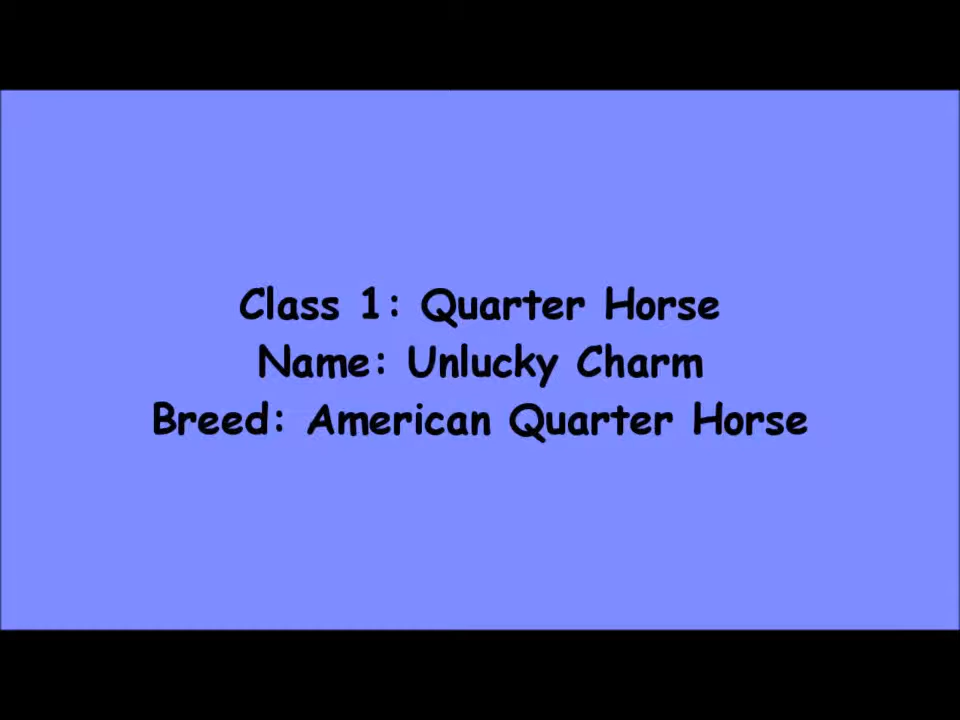 Class 1: Quarter Horse
Name: Unlucky Charm
Breed: American Quarter Horse